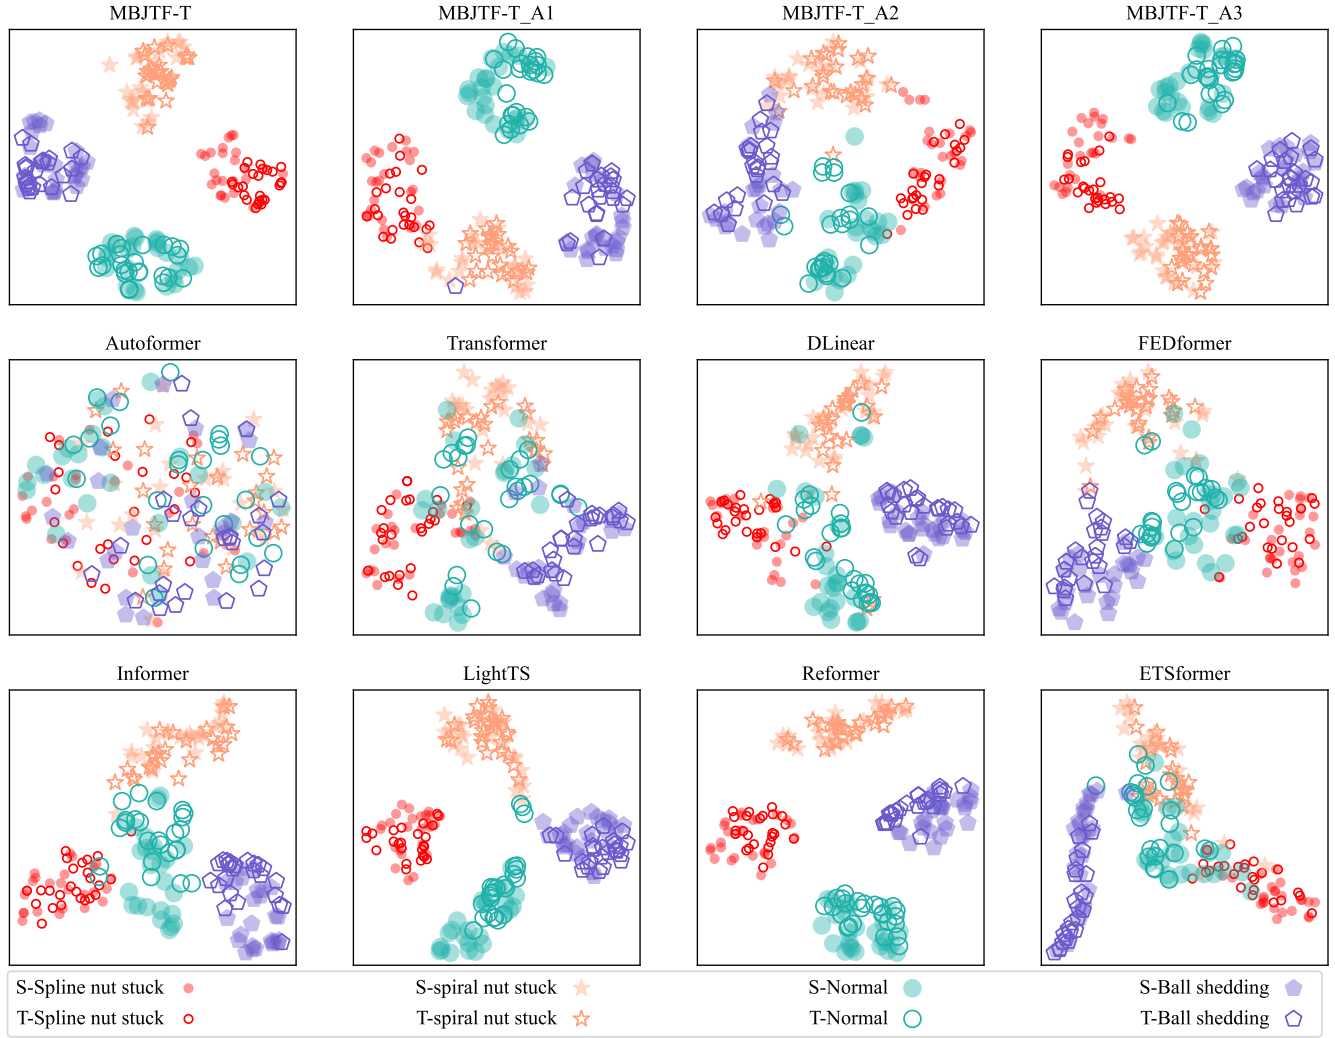 MBJTF-T
MBJTF-T_A1
MBJTF-T_A2
MBJTF-T_A3
Autoformer
Transformer
DLinear
FEDformer
Informer
LightTS
Reformer
ETSformer
S-Spline nut stuck
S-spiral nut stuck
S-Normal
S-Ball shedding
T-Spline nut stuck
T-spiral nut stuck
T-Normal
T-Ball shedding